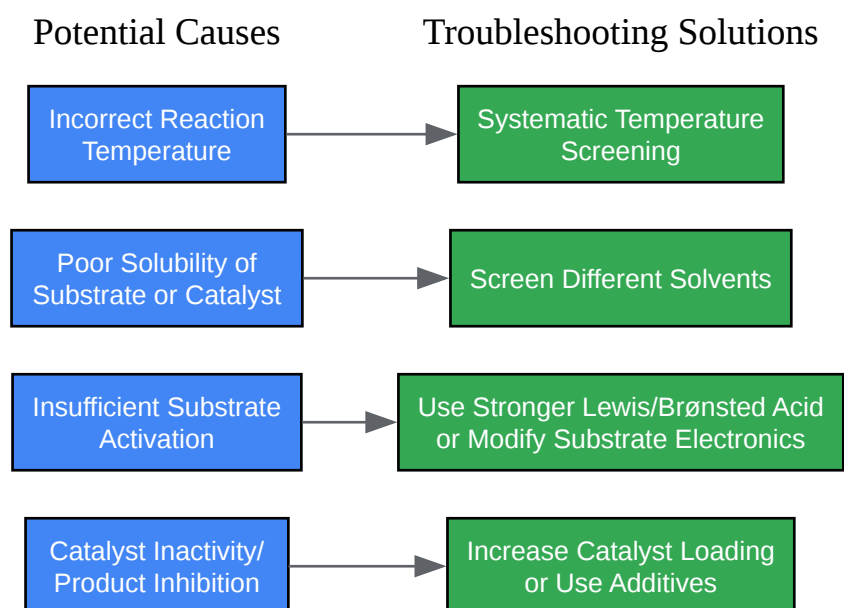 Potential Causes
Troubleshooting Solutions
Incorrect Reaction
Temperature
Systematic Temperature
Screening
Poor Solubility of
Substrate or Catalyst
Screen Different Solvents
Insufficient Substrate
Activation
Use Stronger Lewis/Brønsted Acid
or Modify Substrate Electronics
Catalyst Inactivity/
Product Inhibition
Increase Catalyst Loading
or Use Additives